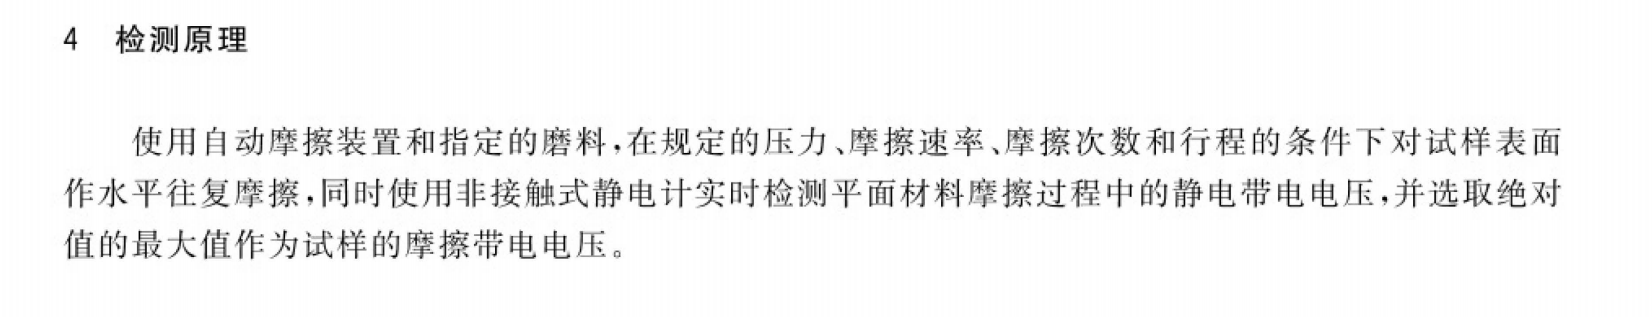 4 检测原理
使用自动摩擦装置和指定的磨料,在规定的压力、摩擦速率、摩擦次数和行程的条件下对试样表面
作水平往复摩擦,同时使用非接触式静电计实时检测平面材料摩擦过程中的静电带电电压,并选取绝对
值的最大值作为试样的摩擦带电电压。